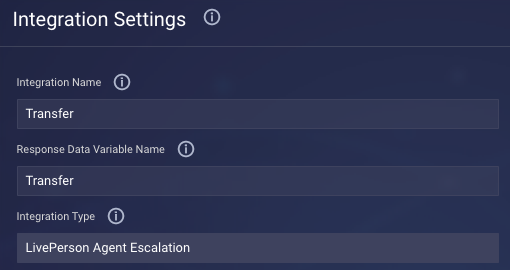 Integration Settings
Integration Name
Transfer
Response Data Variable Name
Transfer
Integration Type
LivePerson Agent Escalation